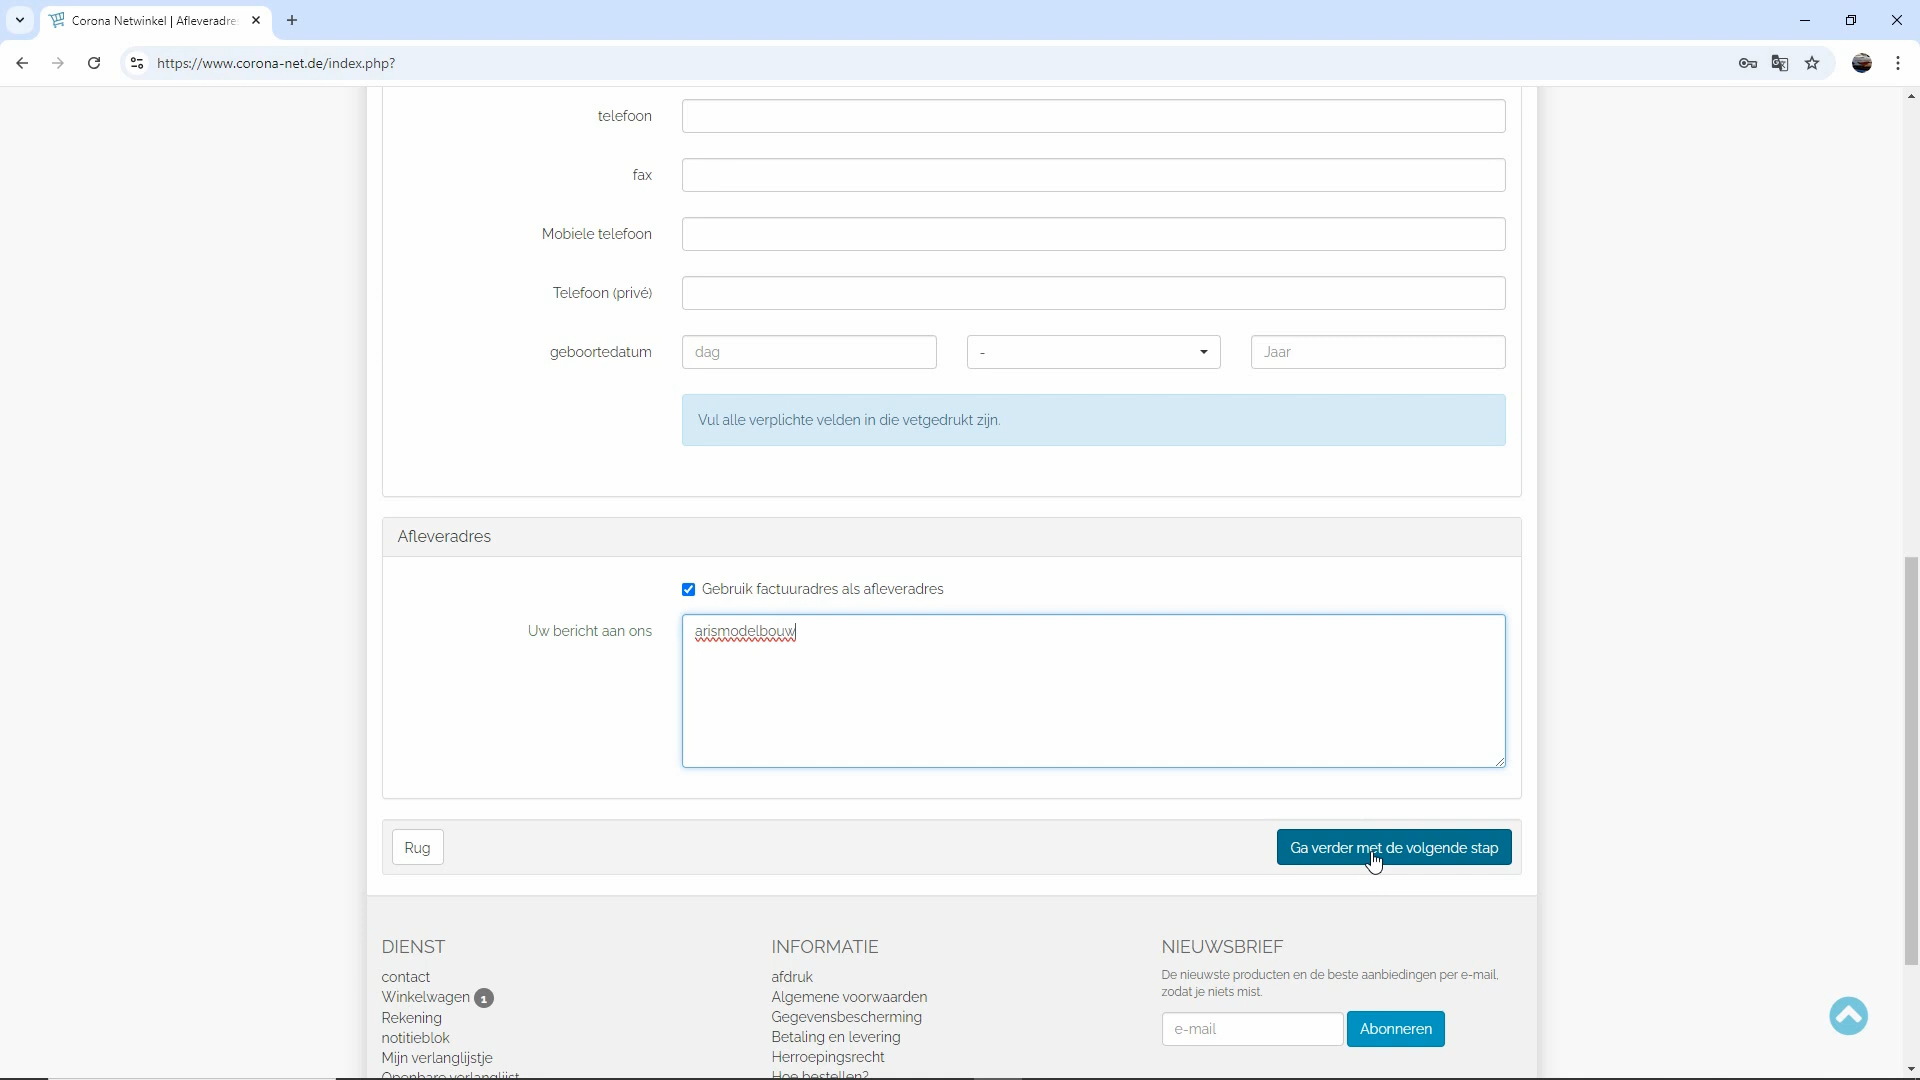 Corona Netwinkel | Afleveradre
https://www.corona-net.de/index.php?
telefoon
fax
Mobiele telefoon
Telefoon (privé)
geboortedatum dag - Jaar
Vul alle verplichte velden in die vetgedrukt zijn.
Afleveradres
Gebruik factuuradres als afleveradres
Uw bericht aan ons arismodelbouw
Rug Ga verder met de volgende stap
DIENST
contact
Winkelwagen 1
Rekening
notitieblok
Mijn verlanglijstje
Openbare verlanglijst
INFORMATIE
afdruk
Algemene voorwaarden
Gegevensbescherming
Betaling en levering
Herroepingsrecht
Hoe bestellen?
NIEUWSBRIEF
De nieuwste producten en de beste aanbiedingen per e-mail,
zodat je niets mist.
e-mail Abonneren